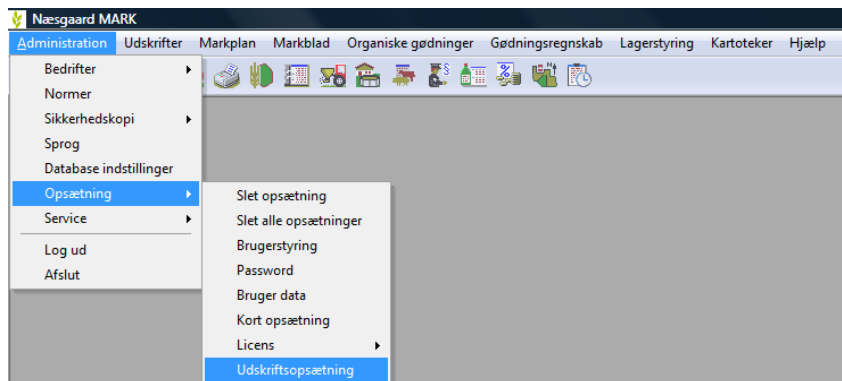 Næsgaard MARK
Administration Udskrifter Markplan Markblad Organiske gødninger Gødningsregnskab Lagerstyring Kartoteker Hjælp
Bedrifter
Normer
Sikkerhedskopi
Sprog
Database indstillinger
Opsætning
Service
Log ud
Afslut
Slet opsætning
Slet alle opsætninger
Brugerstyring
Password
Bruger data
Kort opsætning
Licens
Udskriftsopsætning